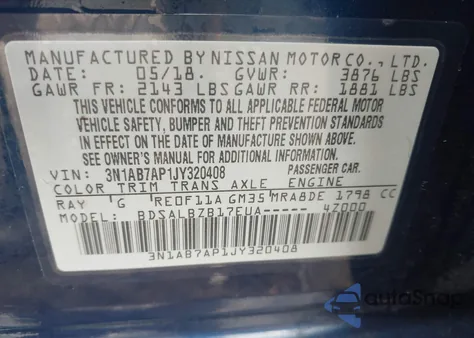 MANUFACTURED BY NISSAN MOTOR CO., LTD.
DATE: 05/18. GVWR: 3876 LBS
GAWR FR: 2143 LBS GAWR RR: 1881 LBS
THIS VEHICLE CONFORMS TO ALL APPLICABLE FEDERAL MOTOR
VEHICLE SAFETY, BUMPER AND THEFT PREVENTION STANDARDS
IN EFFECT ON THE DATE OF MANUFACTURE SHOWN ABOVE.
SEE OWNER'S MANUAL FOR ADDITIONAL INFORMATION.
VIN: 3N1AB7AP1JY320408 PASSENGER CAR.
COLOR TRIM TRANS AXLE ENGINE
RAY G RE0F11A GM35 MRA8DE 1798 CC
MODEL: BDSALBZB17EUA----- 4Z000
3N1AB7AP1JY320408
autoSnap